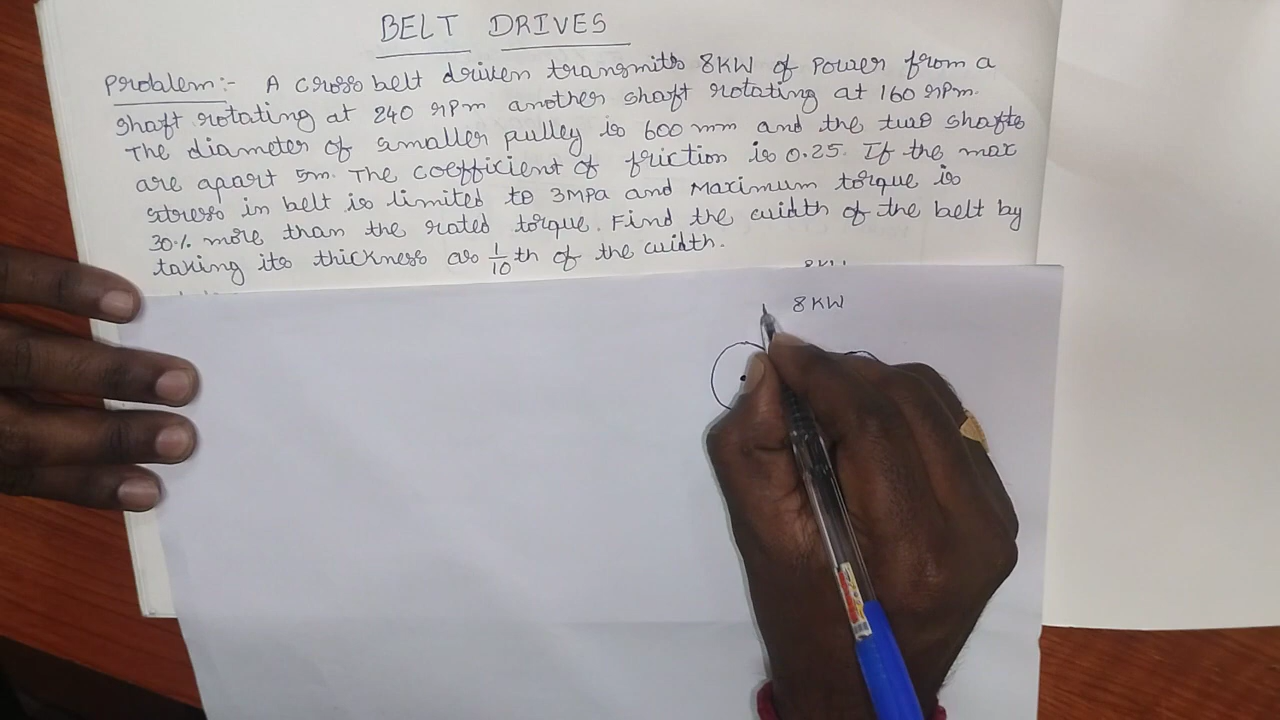 BELT DRIVES
Problem:- A cross belt driven transmits 8KW of Power from a
shaft rotating at 240 rpm another shaft rotating at 160 rpm.
The diameter of smaller pulley is 600 mm and the two shafts
are apart 5m. The coefficient of friction is 0.25. If the max
stress in belt is limited to 3MPa and Maximum torque is
30% more than the rated torque. Find the width of the belt by
taking its thickness as 1/10 th of the width.
8KW